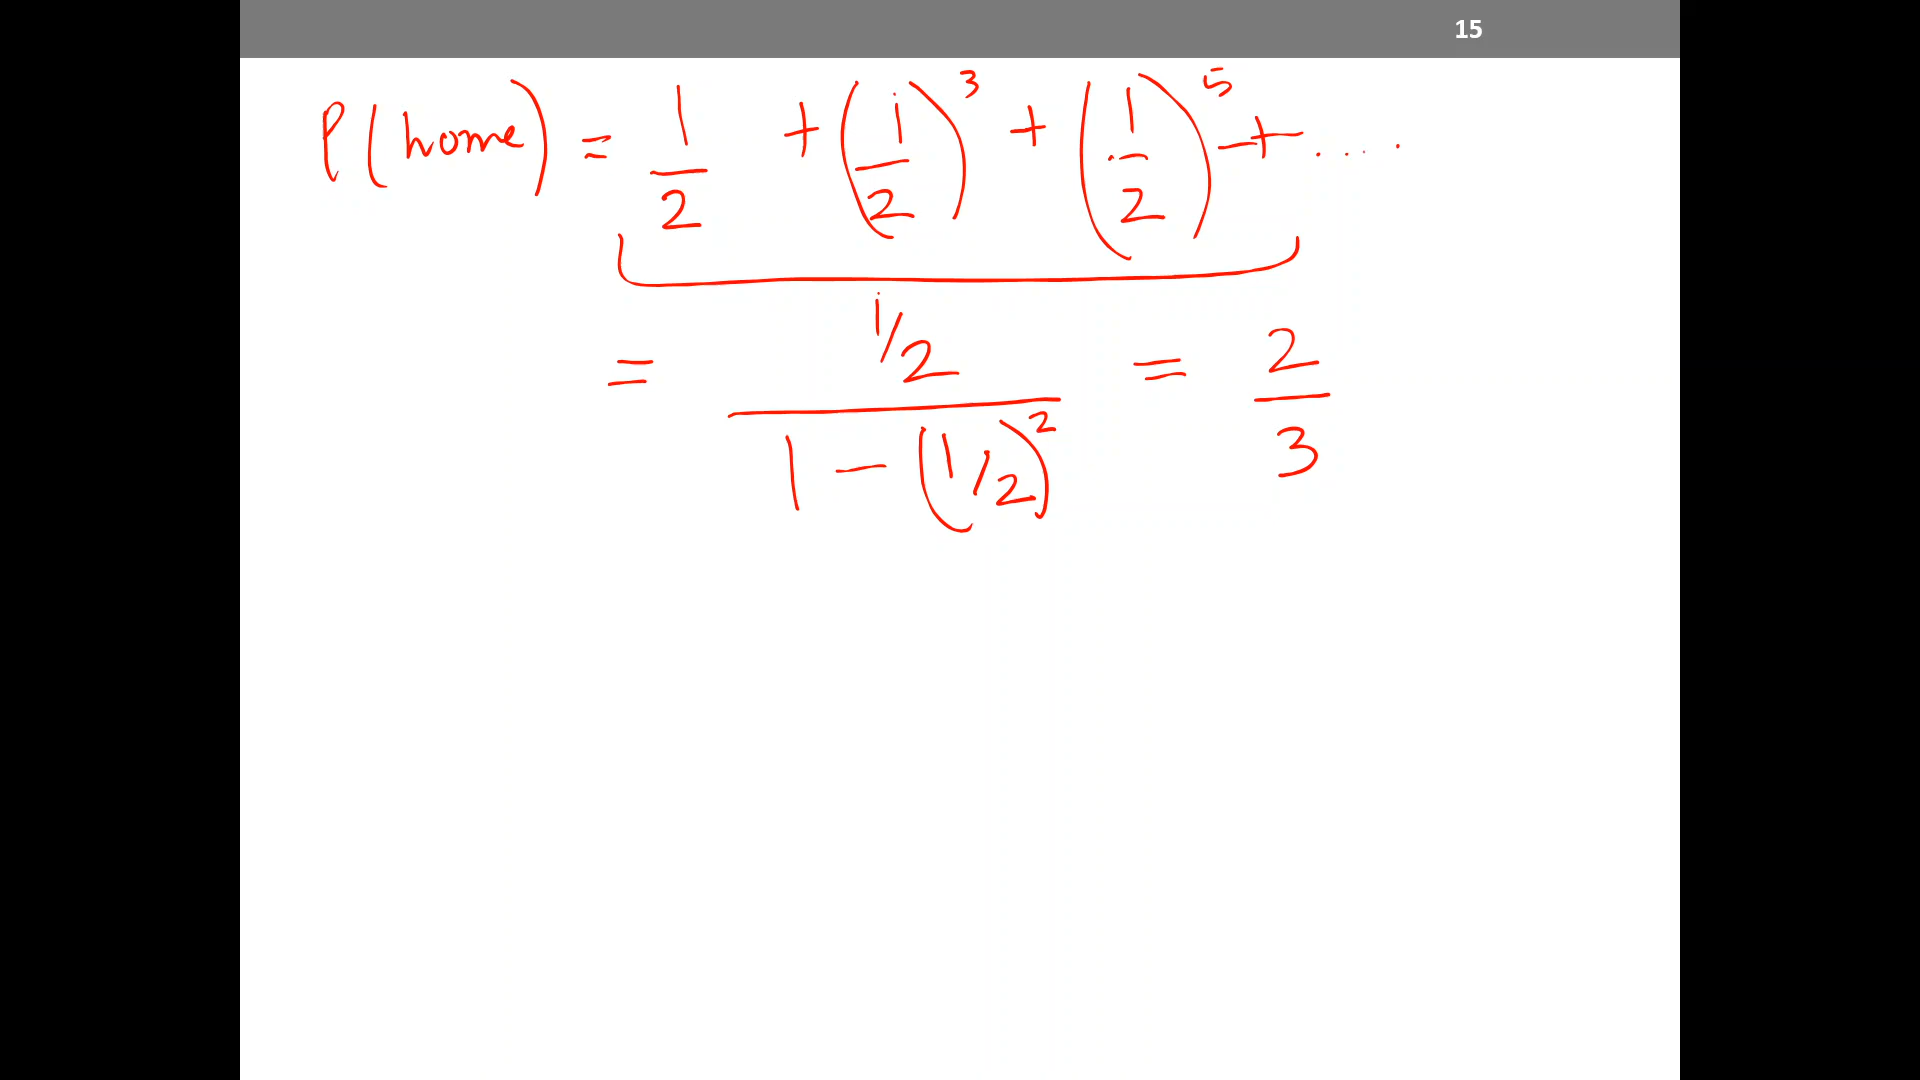 15
P(home) = 1/2 + (1/2)^3 + (1/2)^5 + .....
= (1/2)/(1 - (1/2)^2) = 2/3